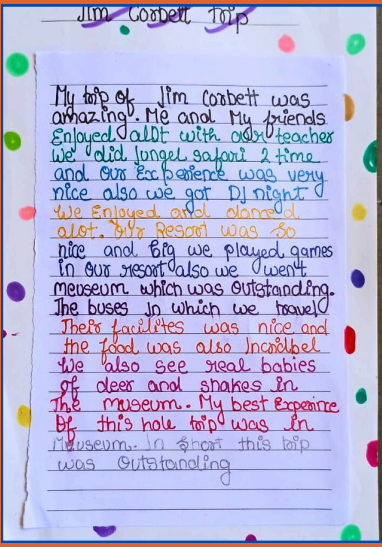 Jim Corbett Trip
My trip of Jim Corbett was
amazing. Me and My friends
Enjoyed alot with our teacher
We did Jungel safari 2 time
and our Experience was very
nice also we got DJ night
We Enjoyed and danced
alot. Our Resort was so
nice and big we played games
in our resort also we went
meuseum which was outstanding.
The buses in which we travel
Their facilites was nice and
the food was also Incridbel
We also see real babies
of deer and snakes in
The museum. My best Experince
Of this hole trip was in
Mauseum. In Short this trip
was Outstanding